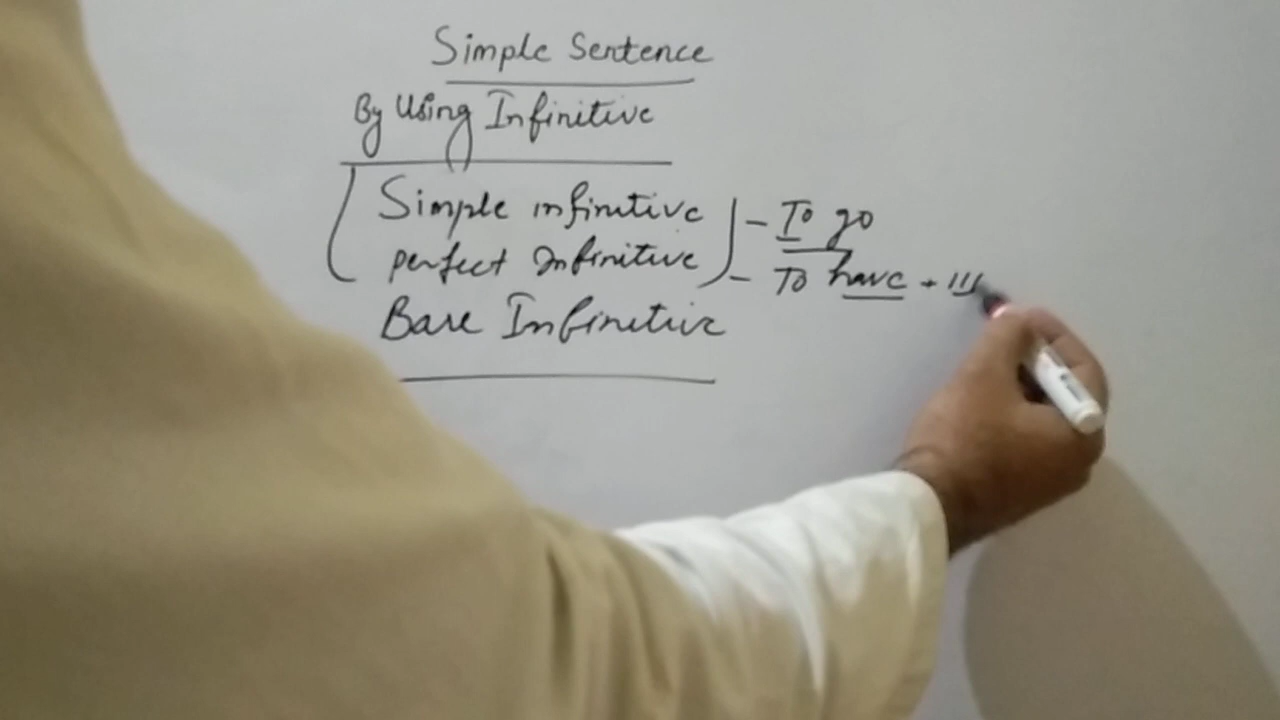 Simple Sentence
By Using Infinitive
Simple infinitive - To go
perfect Infinitive - To have + III
Bare Infinitive